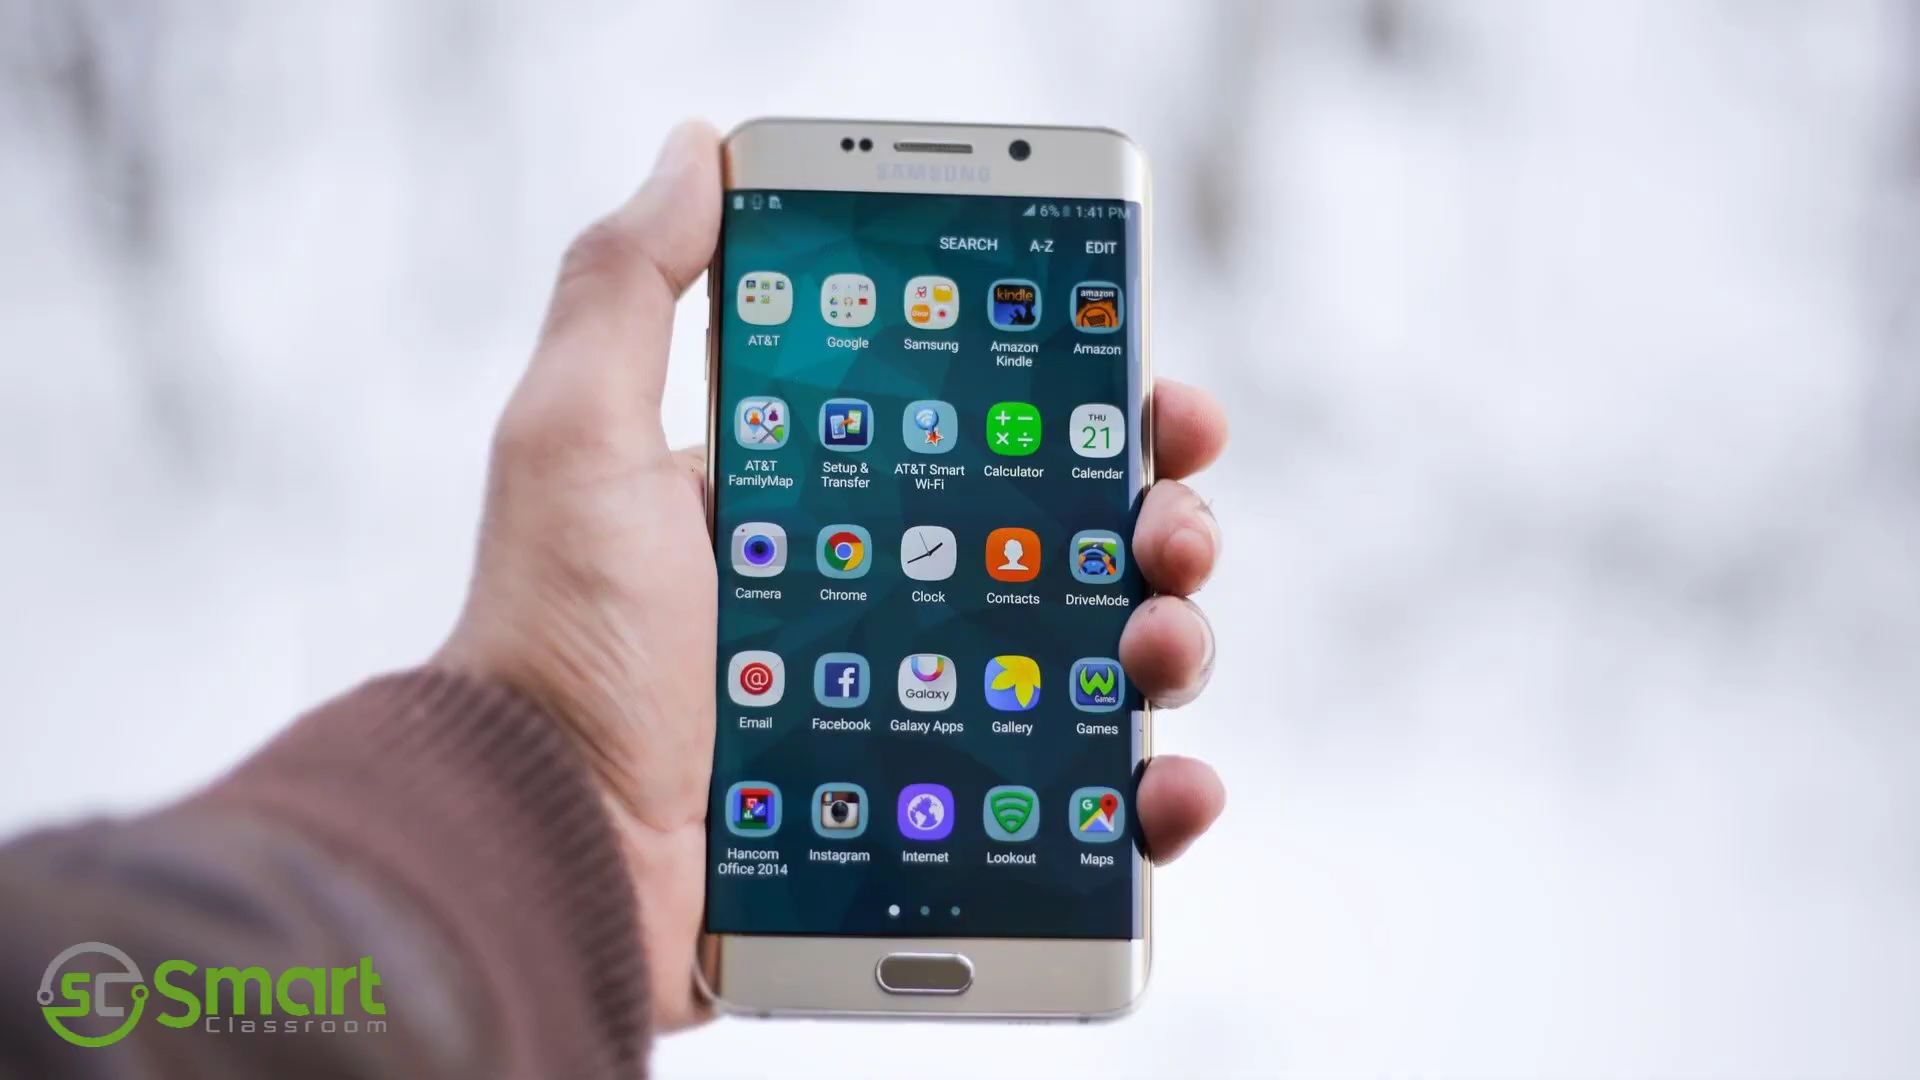 SAMSUNG
6% 1:41 PM
SEARCH A-Z EDIT
kindle
amazon
AT&T
Google
Samsung
Amazon
Kindle
Amazon
THU
21
AT&T
FamilyMap
Setup &
Transfer
AT&T Smart
Wi-Fi
Calculator
Calendar
Camera
Chrome
Clock
Contacts
DriveMode
Galaxy
Games
Email
Facebook
Galaxy Apps
Gallery
Games
G
Hancom
Office 2014
Instagram
Internet
Lookout
Maps
SC Smart
Classroom